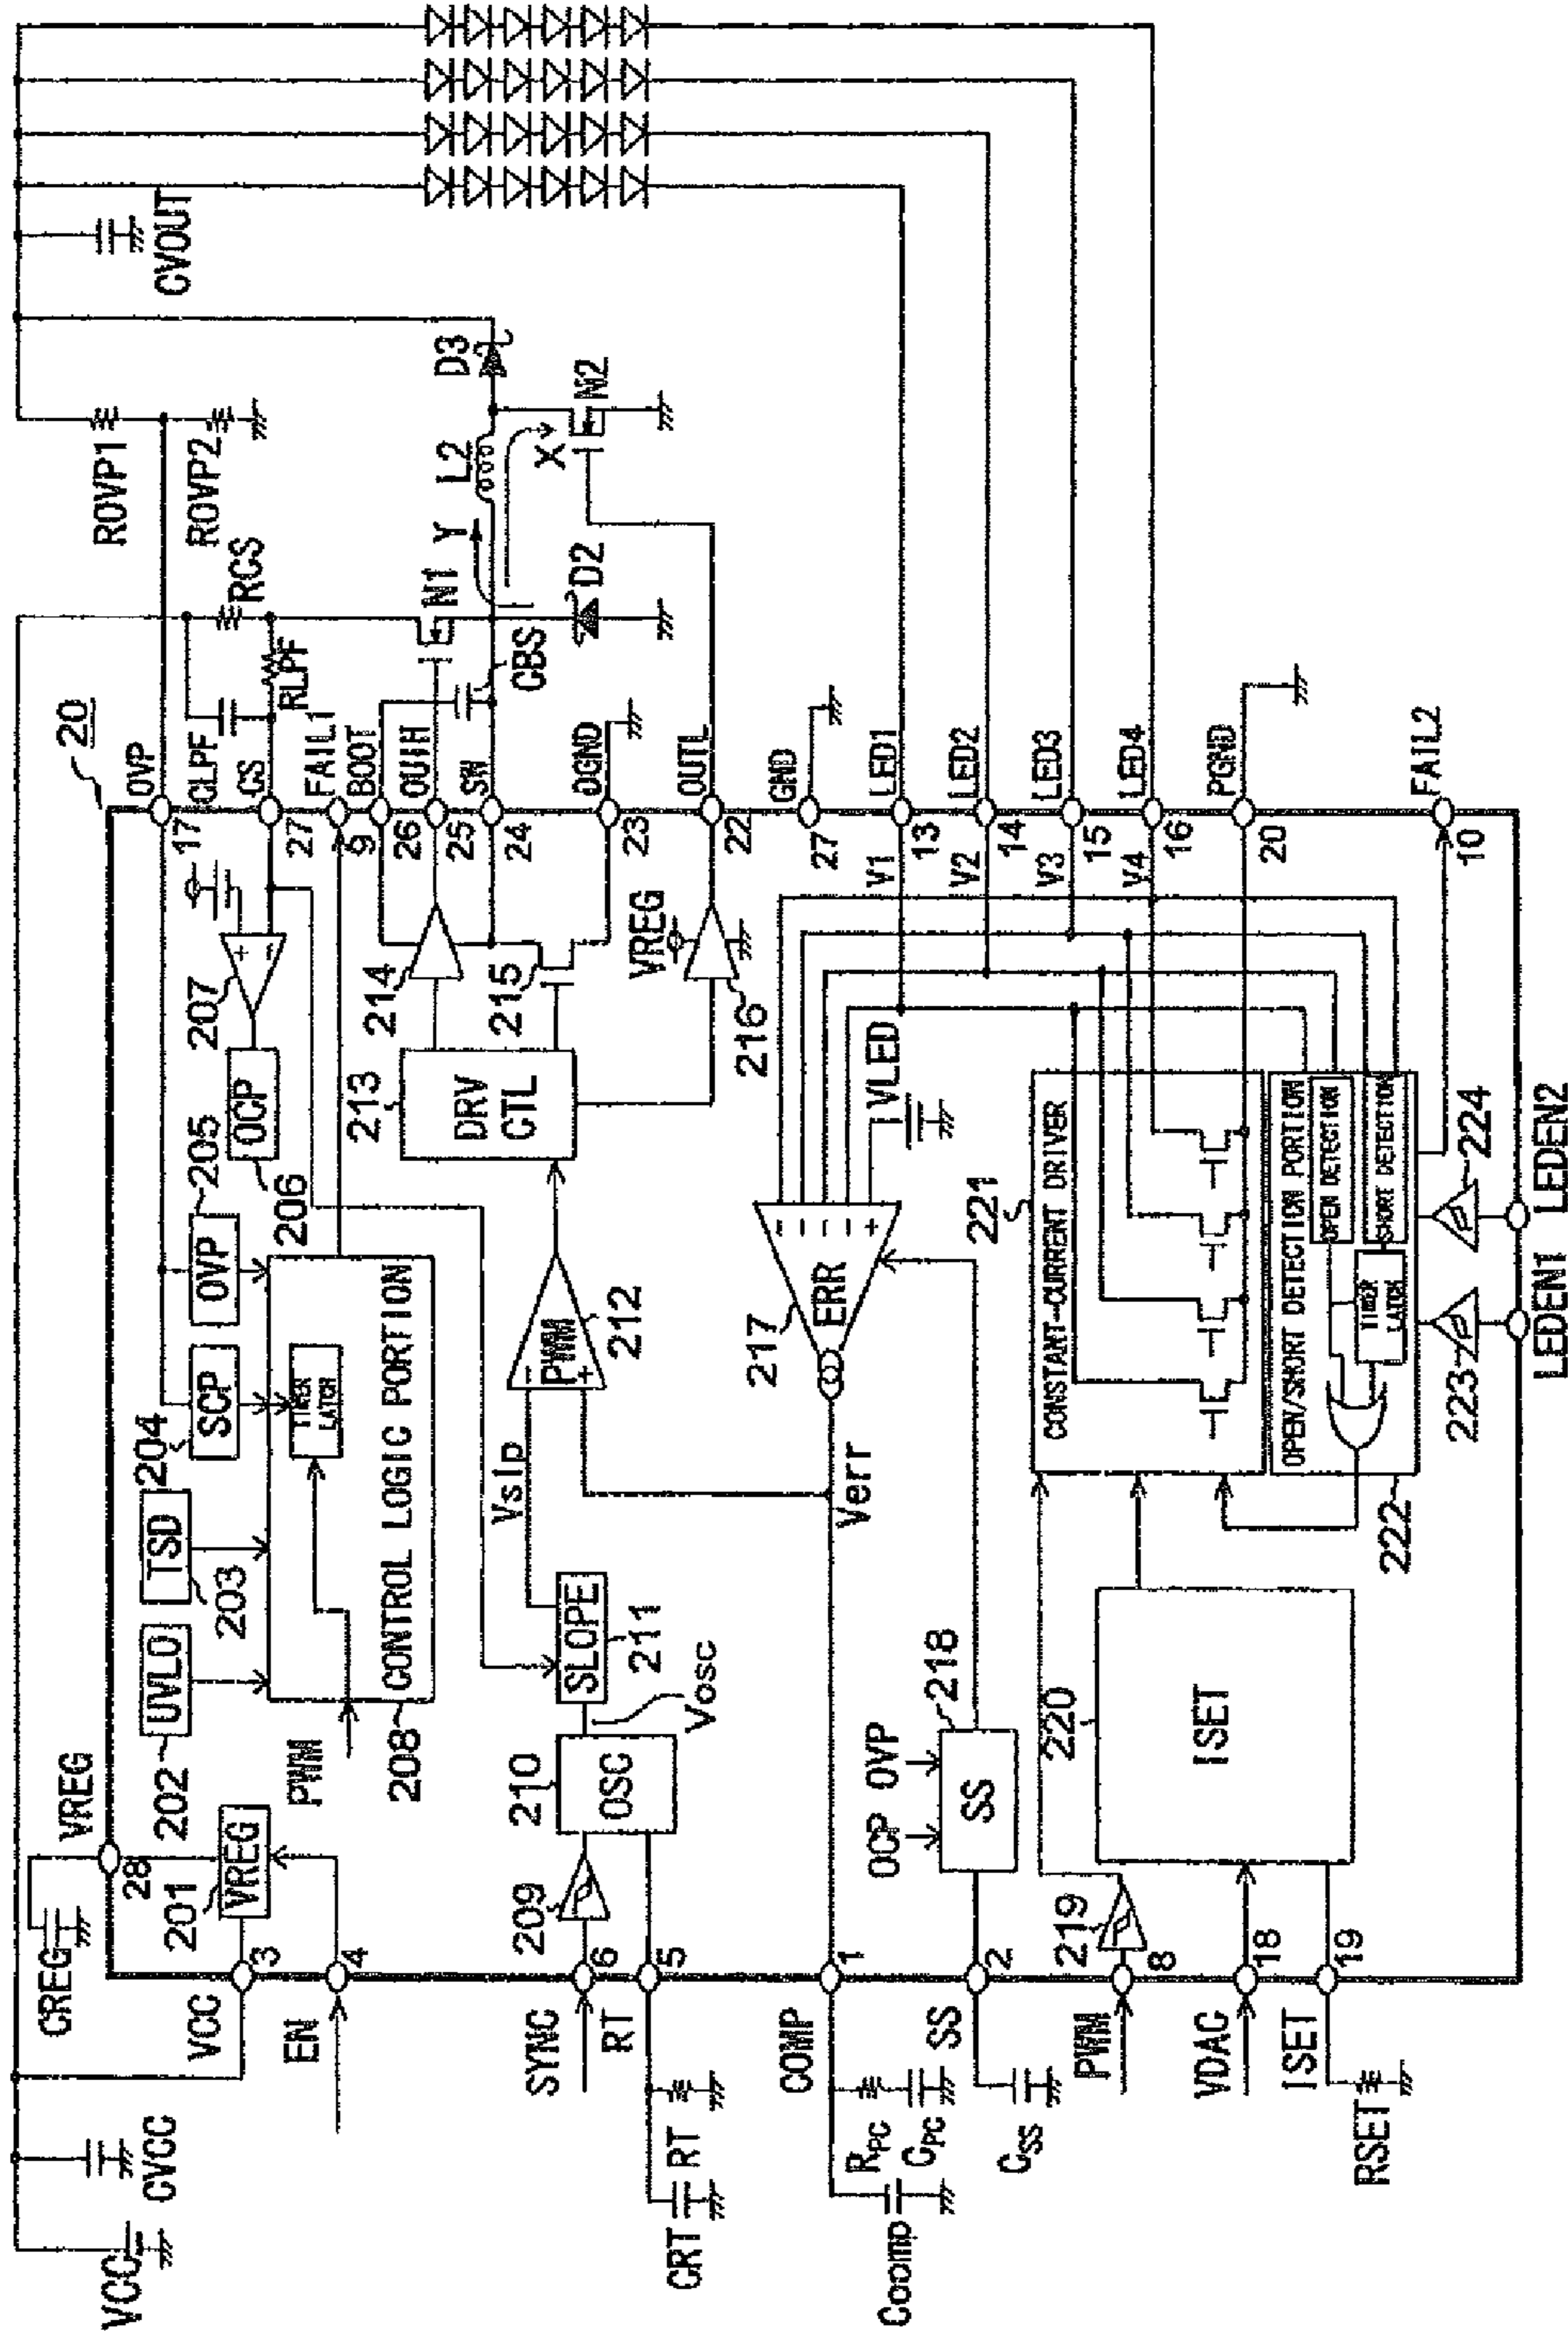 VCC
CVCC
CREG
VREG
28
201
VREG
VCC
3
EN
4
202
UVLO
203
TSD
204
SCP
205
OVP
206
OCP
207
17
OVP
20
CLPF
CS
27
RLPF
RCS
ROVP1
ROVP2
CVOUT
PWM
208
CONTROL LOGIC PORTION
TIMER
LATCH
FAIL1
9
BOOT
26
OUTH
25
SW
24
DGND
23
OUTL
22
214
215
213
DRV
CTL
VREG
216
N1
CBS
D2
Y
L2
X
D3
N2
SYNC
6
RT
5
209
210
OSC
Vosc
SLOPE
211
Vslp
PWM
212
CRT
RT
COMP
1
Verr
217
ERR
VLED
RPC
CPC
Ccomp
SS
2
CSS
OCP OVP
SS
218
GND
27
V1
LED1
13
V2
LED2
14
V3
LED3
15
V4
LED4
16
PGND
20
FAIL2
10
PWM
8
219
VDAC
18
ISET
19
RSET
220
ISET
221
CONSTANT-CURRENT DRIVER
222
OPEN/SHORT DETECTION PORTION
OPEN DETECTION
SHORT DETECTION
TIMER
LATCH
223
224
LEDEN1 LEDEN2